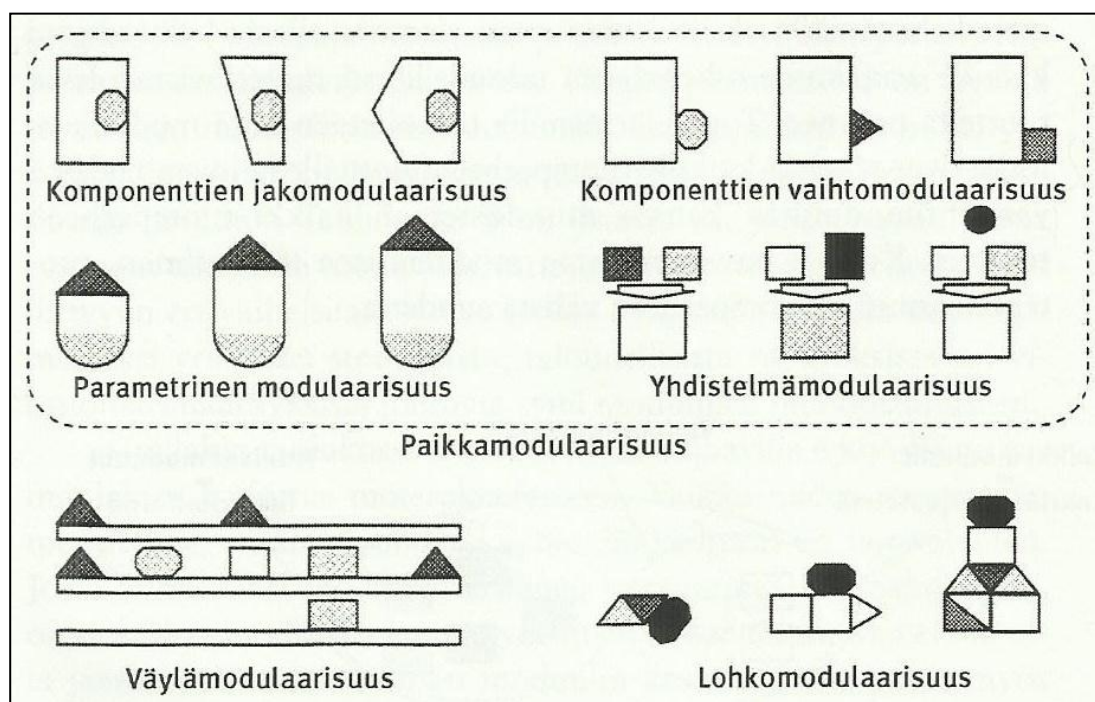 Komponenttien jakomodulaarisuus
Komponenttien vaihtomodulaarisuus
Parametrinen modulaarisuus
Yhdistelmämodulaarisuus
Paikkamodulaarisuus
Väylämodulaarisuus
Lohkomodulaarisuus